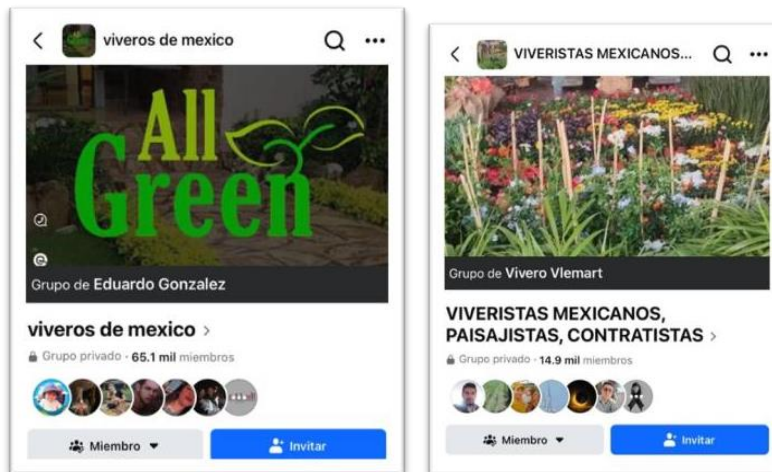 viveros de mexico
All
Green
Grupo de Eduardo Gonzalez
viveros de mexico >
Grupo privado · 65.1 mil miembros
Miembro
Invitar
VIVERISTAS MEXICANOS...
Grupo de Vivero Vlemart
VIVERISTAS MEXICANOS,
PAISAJISTAS, CONTRATISTAS >
Grupo privado · 14.9 mil miembros
Miembro
Invitar